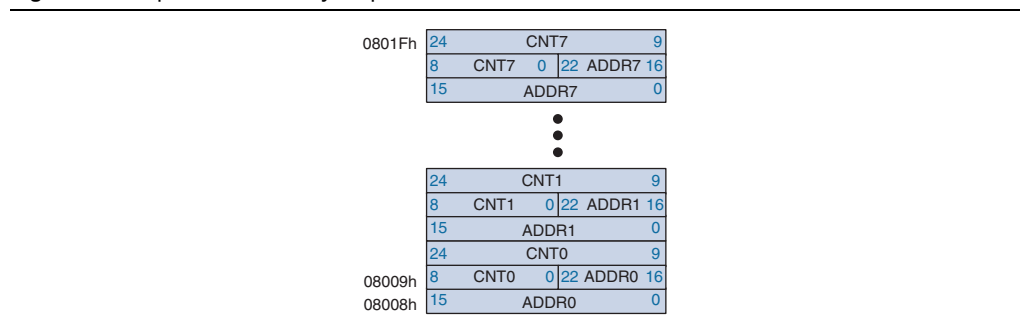 0801Fh 24 CNT7 9
8 CNT7 0 22 ADDR7 16
15 ADDR7 0
24 CNT1 9
8 CNT1 0 22 ADDR1 16
15 ADDR1 0
24 CNT0 9
08009h 8 CNT0 0 22 ADDR0 16
08008h 15 ADDR0 0